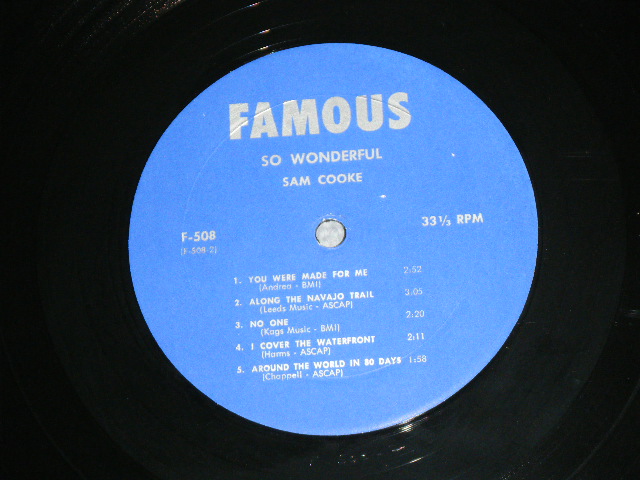 FAMOUS
SO WONDERFUL
SAM COOKE
F-508
(F-508-2)
33⅓ RPM
1. YOU WERE MADE FOR ME 2:52
(Andrea - BMI)
2. ALONG THE NAVAJO TRAIL 3:05
(Leeds Music - ASCAP)
3. NO ONE 2:20
(Kags Music - BMI)
4. I COVER THE WATERFRONT 2:11
(Harms - ASCAP)
5. AROUND THE WORLD IN 80 DAYS 1:58
(Chappell - ASCAP)